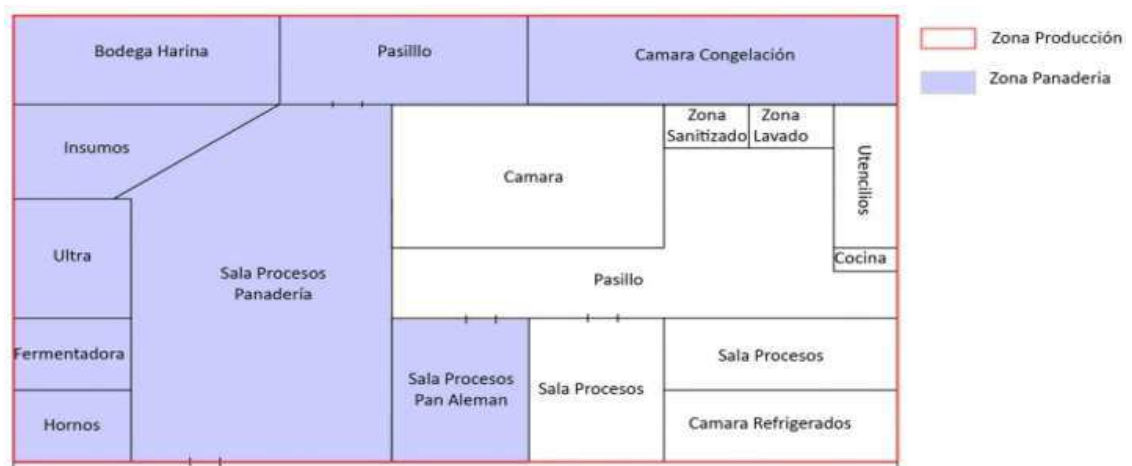 Bodega Harina
Pasilllo
Camara Congelación
Zona Producción
Zona Panaderia
Insumos
Camara
Zona
Sanitizado
Zona
Lavado
Utencilios
Ultra
Sala Procesos
Panadería
Pasillo
Cocina
Fermentadora
Hornos
Sala Procesos
Pan Aleman
Sala Procesos
Sala Procesos
Camara Refrigerados